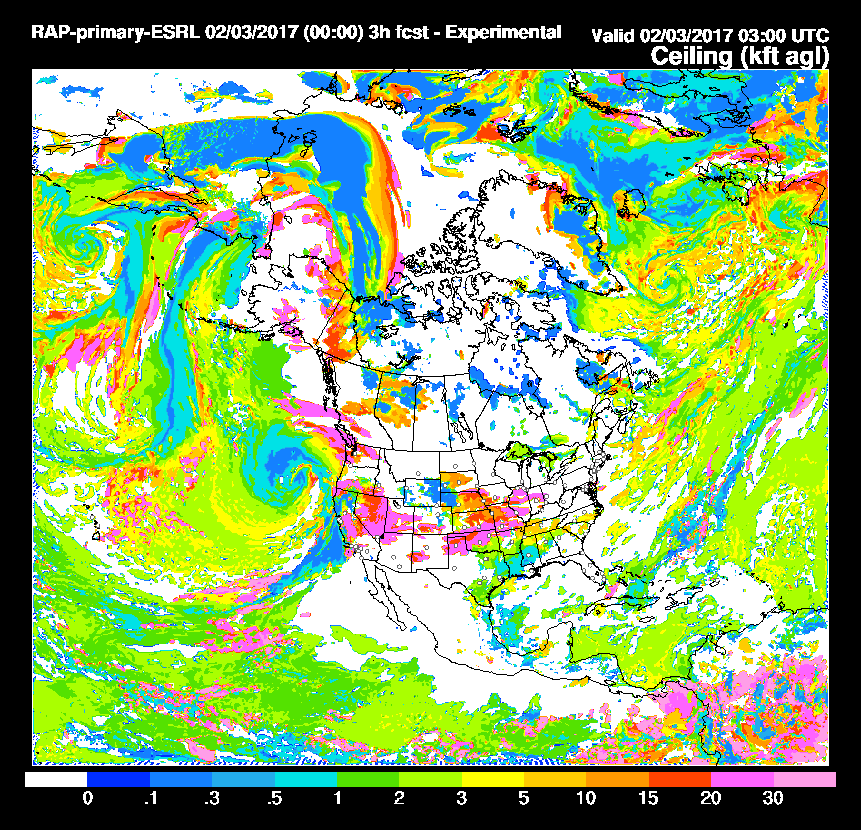 RAP-primary-ESRL 02/03/2017 (00:00) 3h fcst - Experimental
Valid 02/03/2017 03:00 UTC
Ceiling (kft agl)
0 .1 .3 .5 1 2 3 5 10 15 20 30